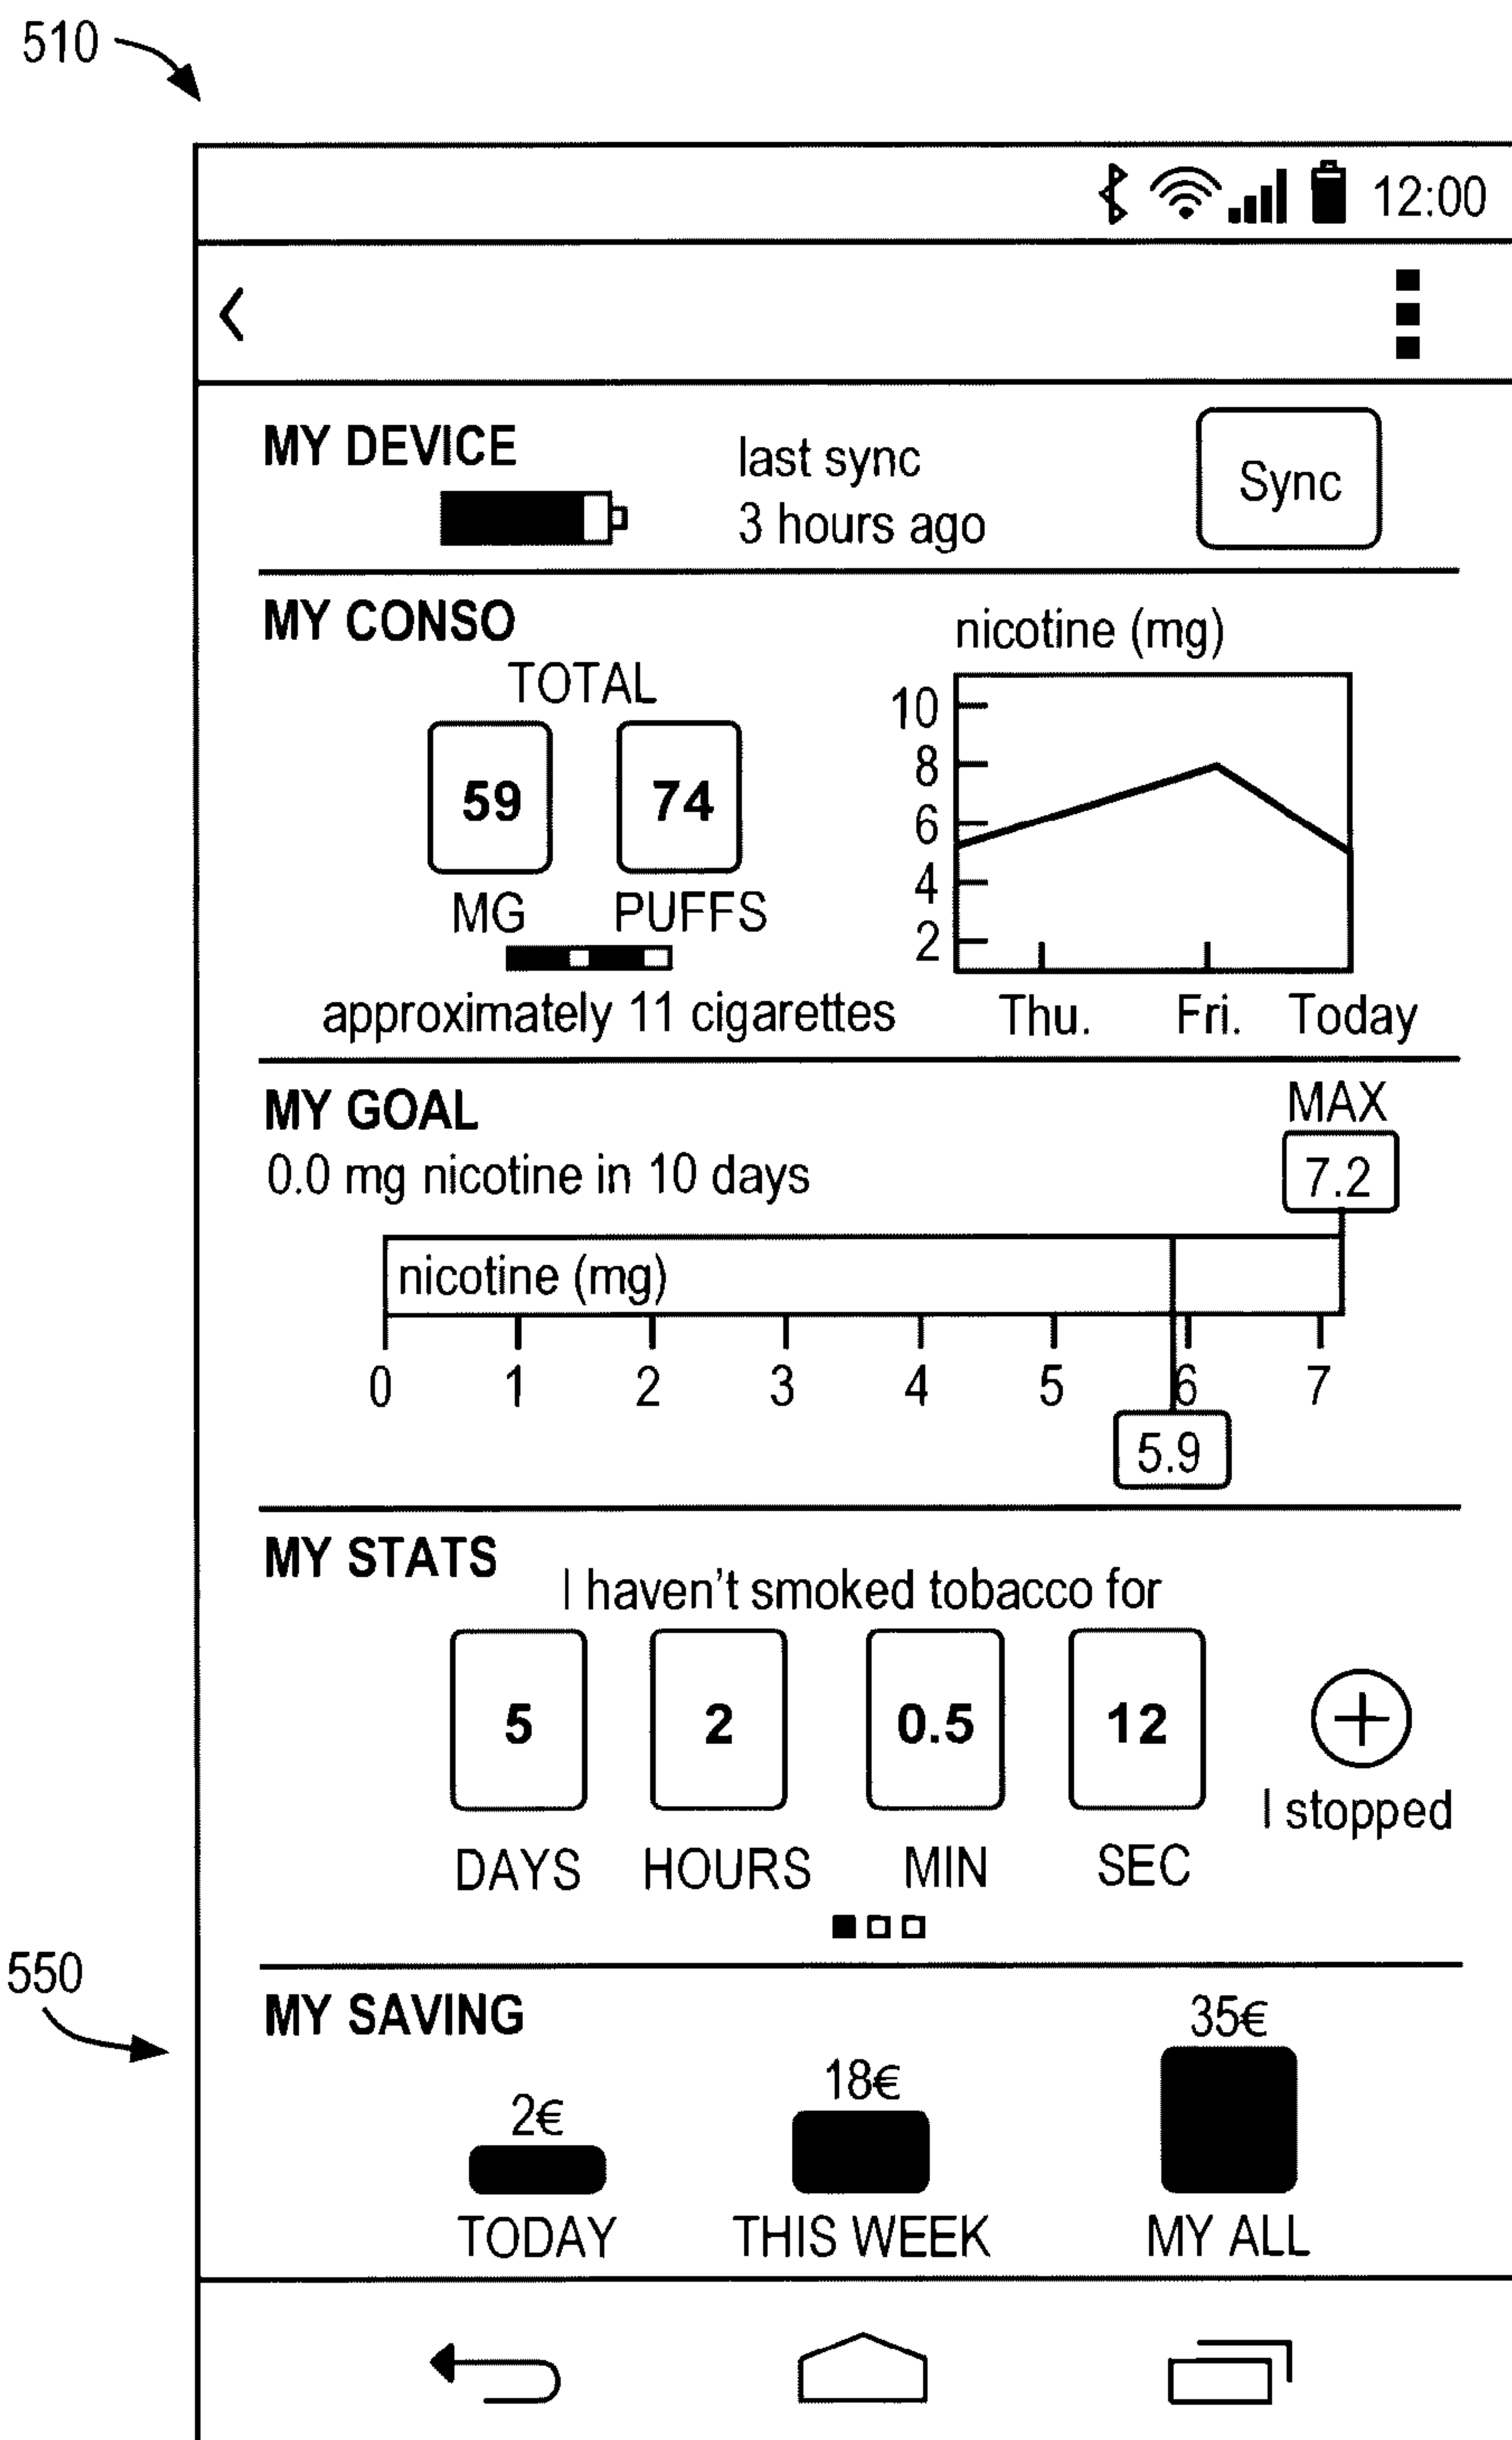 510
12:00
MY DEVICE
last sync
3 hours ago
Sync
MY CONSO
TOTAL
59
74
MG
PUFFS
approximately 11 cigarettes
nicotine (mg)
10
8
6
4
2
Thu.
Fri.
Today
MY GOAL
0.0 mg nicotine in 10 days
MAX
7.2
nicotine (mg)
0 1 2 3 4 5 6 7
5.9
MY STATS
I haven't smoked tobacco for
5 2 0.5 12
DAYS HOURS MIN SEC
I stopped
550
MY SAVING
2€ 18€ 35€
TODAY THIS WEEK MY ALL